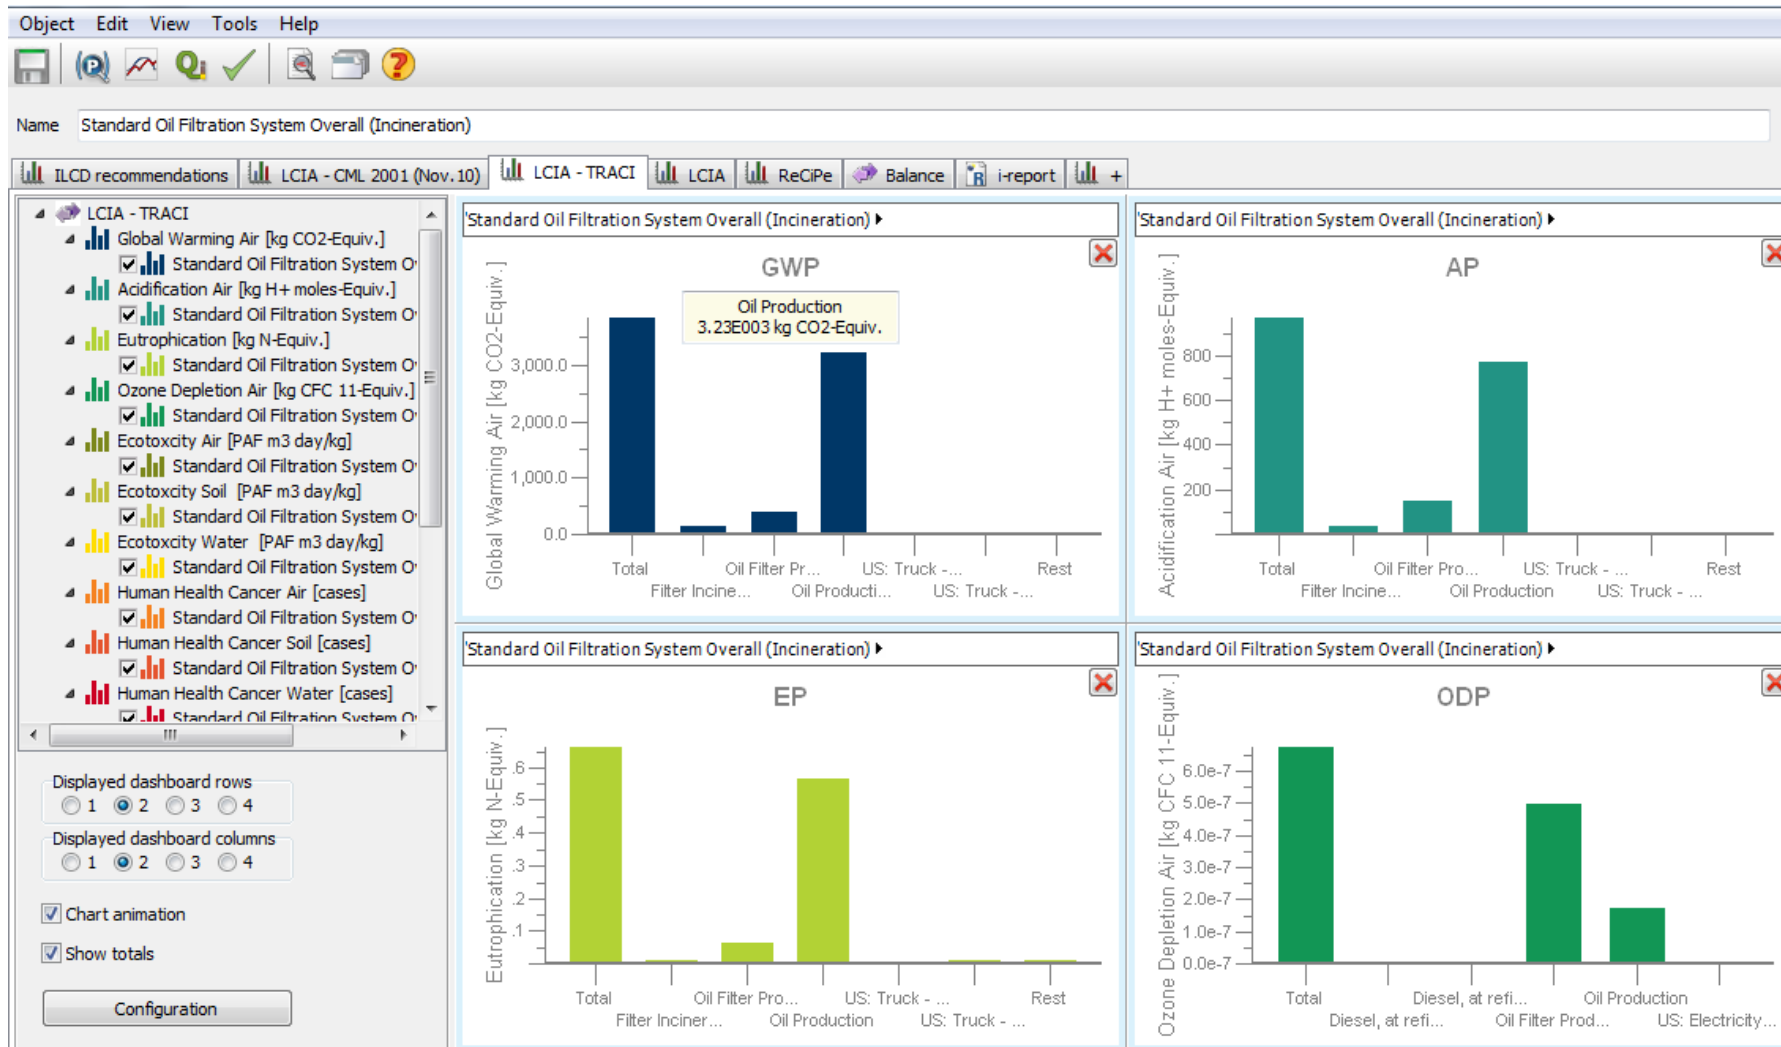 Object Edit View Tools Help
Name Standard Oil Filtration System Overall (Incineration)
ILCD recommendations LCIA - CML 2001 (Nov. 10) LCIA - TRACI LCIA ReCiPe Balance i-report +
LCIA - TRACI
Global Warming Air [kg CO2-Equiv.]
Standard Oil Filtration System O
Acidification Air [kg H+ moles-Equiv.]
Standard Oil Filtration System O
Eutrophication [kg N-Equiv.]
Standard Oil Filtration System O
Ozone Depletion Air [kg CFC 11-Equiv.]
Standard Oil Filtration System O
Ecotoxcity Air [PAF m3 day/kg]
Standard Oil Filtration System O
Ecotoxcity Soil [PAF m3 day/kg]
Standard Oil Filtration System O
Ecotoxcity Water [PAF m3 day/kg]
Standard Oil Filtration System O
Human Health Cancer Air [cases]
Standard Oil Filtration System O
Human Health Cancer Soil [cases]
Standard Oil Filtration System O
Human Health Cancer Water [cases]
Standard Oil Filtration System O
Displayed dashboard rows
1 2 3 4
Displayed dashboard columns
1 2 3 4
Chart animation
Show totals
Configuration
'Standard Oil Filtration System Overall (Incineration)
GWP
Oil Production
3.23E003 kg CO2-Equiv.
Global Warming Air [kg CO2-Equiv.]
3,000.0
2,000.0
1,000.0
0.0
Total Oil Filter Pr... US: Truck -... Rest
Filter Incine... Oil Producti... US: Truck -...
'Standard Oil Filtration System Overall (Incineration)
AP
Acidification Air [kg H+ moles-Equiv.]
800
600
400
200
Total Oil Filter Pro... US: Truck - ... Rest
Filter Incine... Oil Production US: Truck - ...
'Standard Oil Filtration System Overall (Incineration)
EP
Eutrophication [kg N-Equiv.]
.6
.5
.4
.3
.2
.1
Total Oil Filter Pro... US: Truck - ... Rest
Filter Inciner... Oil Production US: Truck - ...
'Standard Oil Filtration System Overall (Incineration)
ODP
Ozone Depletion Air [kg CFC 11-Equiv.]
6.0e-7
5.0e-7
4.0e-7
3.0e-7
2.0e-7
1.0e-7
0.0e-7
Total Diesel, at refi... Oil Production
Diesel, at refi... Oil Filter Prod... US: Electricity...